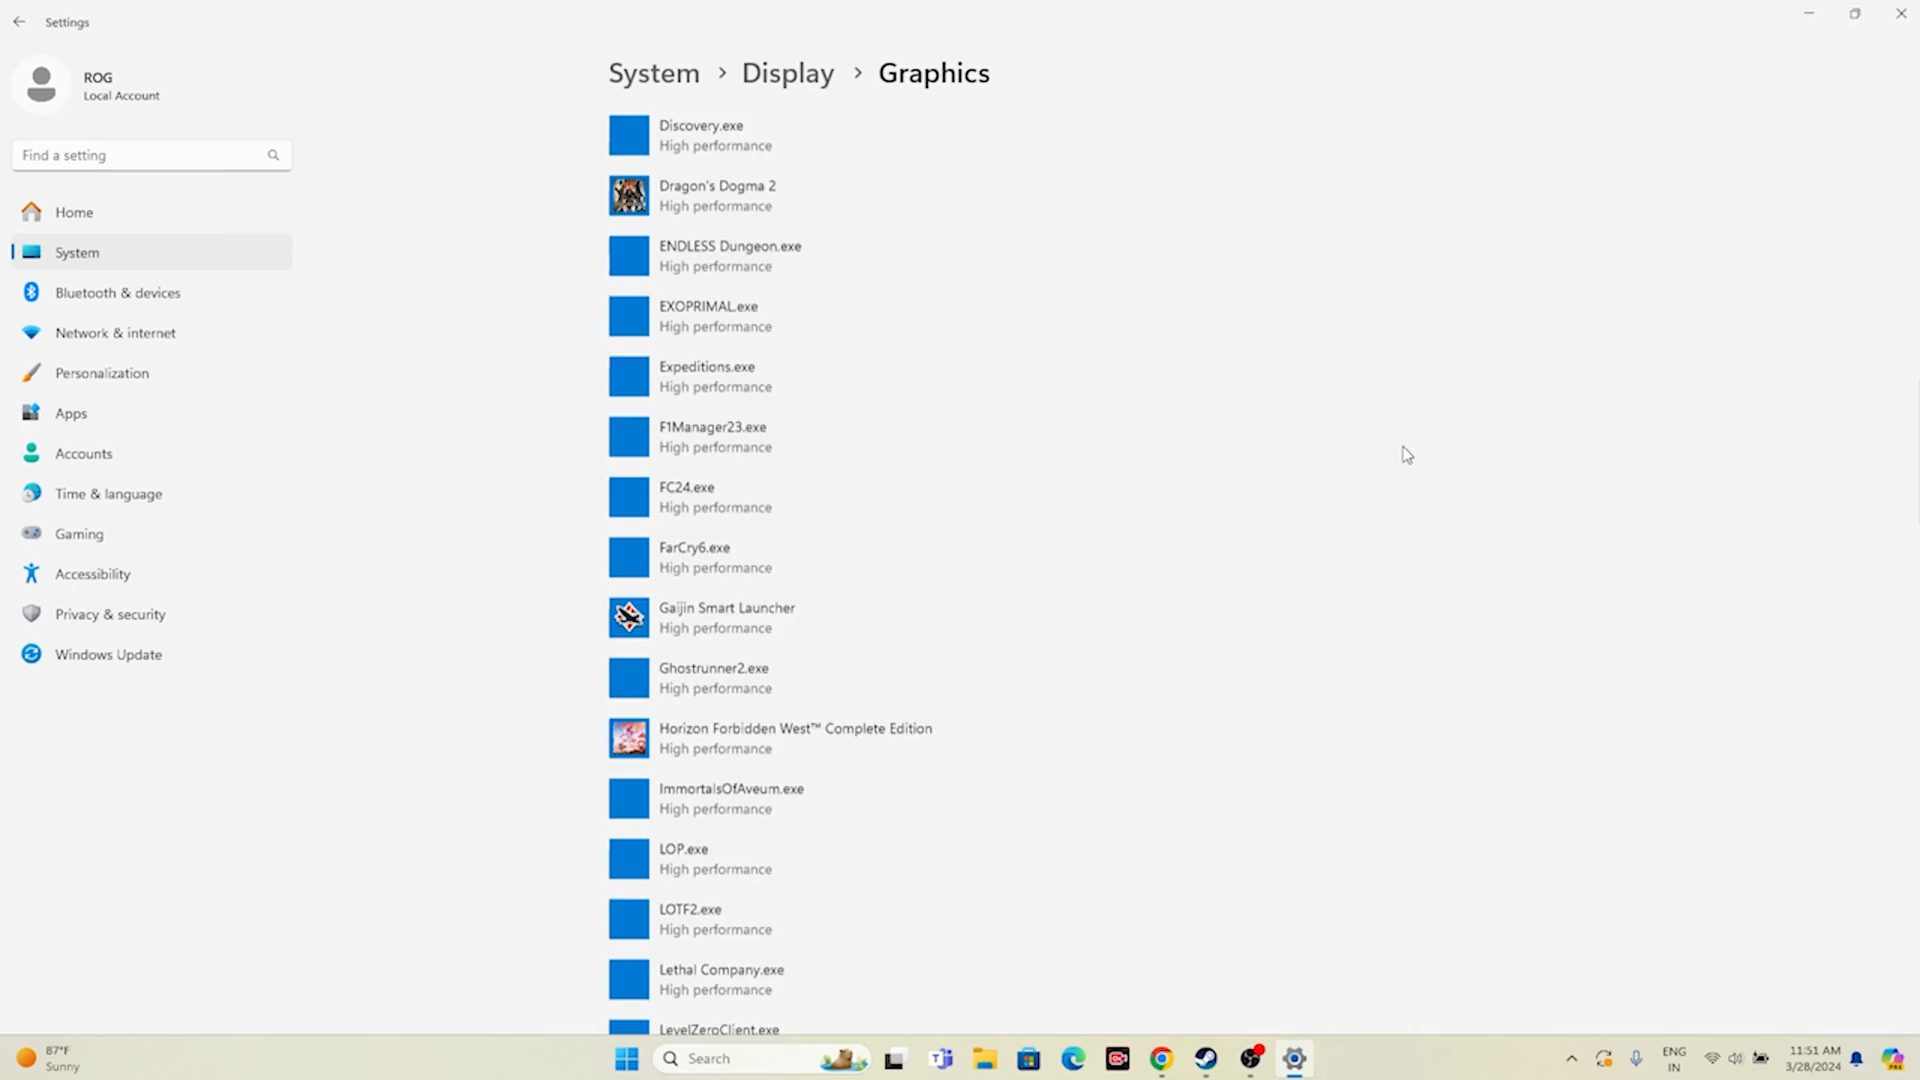 Settings
ROG
Local Account
Find a setting
Home
System
Bluetooth & devices
Network & internet
Personalization
Apps
Accounts
Time & language
Gaming
Accessibility
Privacy & security
Windows Update
System > Display > Graphics
Discovery.exe
High performance
Dragon's Dogma 2
High performance
ENDLESS Dungeon.exe
High performance
EXOPRIMAL.exe
High performance
Expeditions.exe
High performance
F1Manager23.exe
High performance
FC24.exe
High performance
FarCry6.exe
High performance
Gaijin Smart Launcher
High performance
Ghostrunner2.exe
High performance
Horizon Forbidden West™ Complete Edition
High performance
ImmortalsOfAveum.exe
High performance
LOP.exe
High performance
LOTF2.exe
High performance
Lethal Company.exe
High performance
LevelZeroClient.exe
87°F
Sunny
Search
ENG
IN
11:51 AM
3/28/2024
PRE